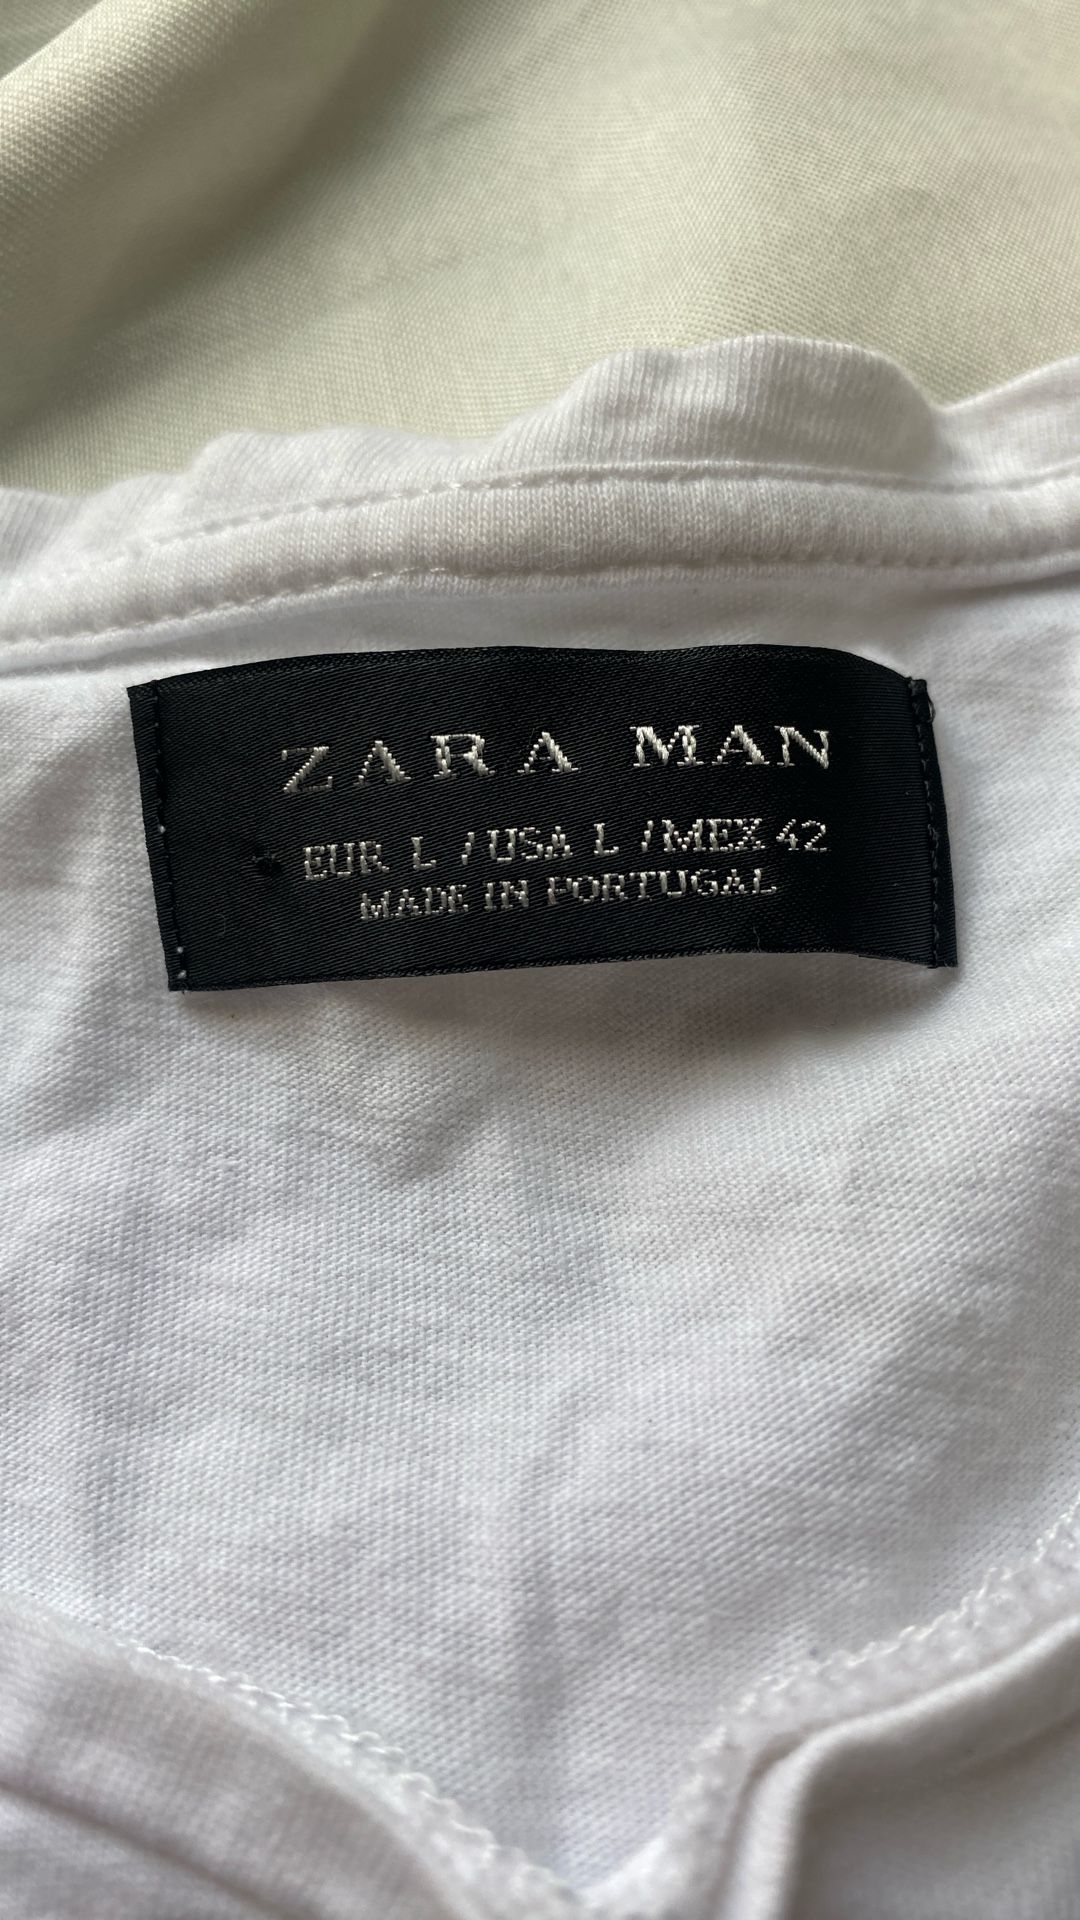 ZARA MAN
EUR L / USA L / MEX 42
MADE IN PORTUGAL